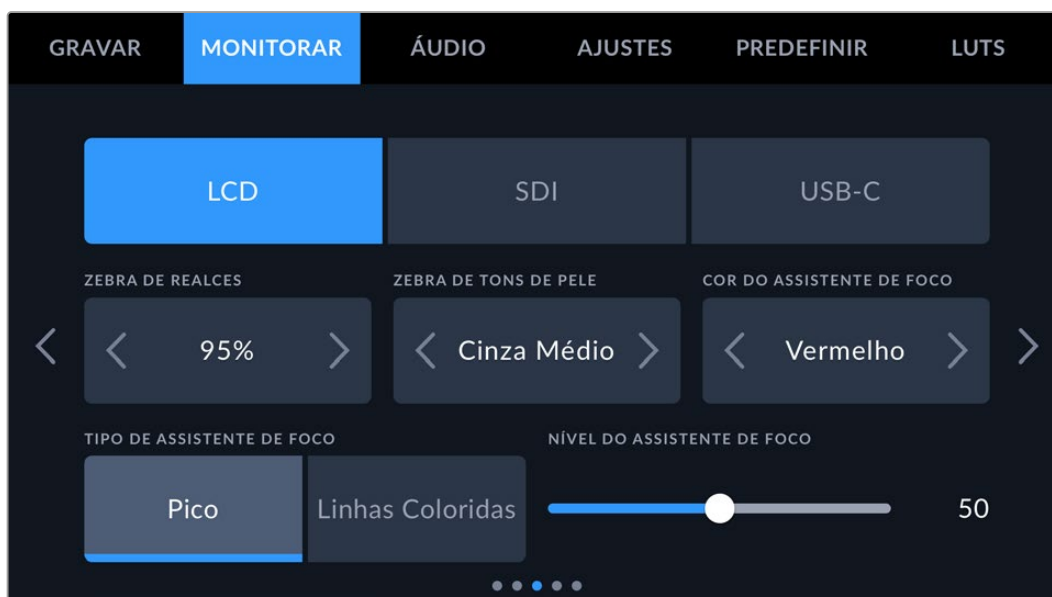 GRAVAR MONITORAR ÁUDIO AJUSTES PREDEFINIR LUTS
LCD SDI USB-C
ZEBRA DE REALCES ZEBRA DE TONS DE PELE COR DO ASSISTENTE DE FOCO
95% Cinza Médio Vermelho
TIPO DE ASSISTENTE DE FOCO NÍVEL DO ASSISTENTE DE FOCO
Pico Linhas Coloridas 50